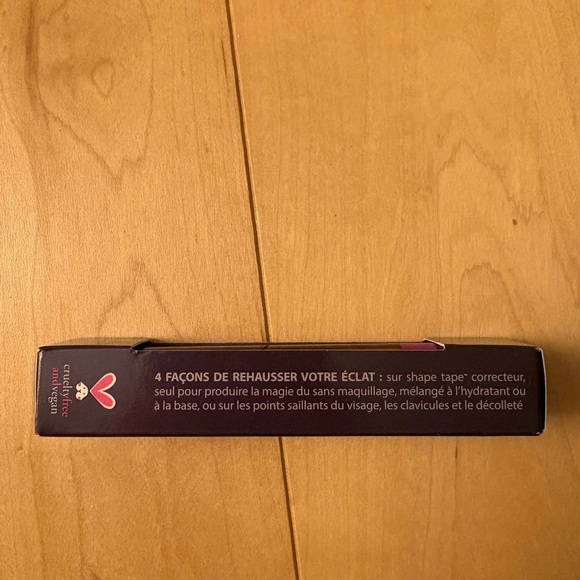 4 FAÇONS DE REHAUSSER VOTRE ÉCLAT : sur shape tape™ correcteur,
seul pour produire la magie du sans maquillage, mélangé à l'hydratant ou
à la base, ou sur les points saillants du visage, les clavicules et le décolleté
crueltyfree
andvegan